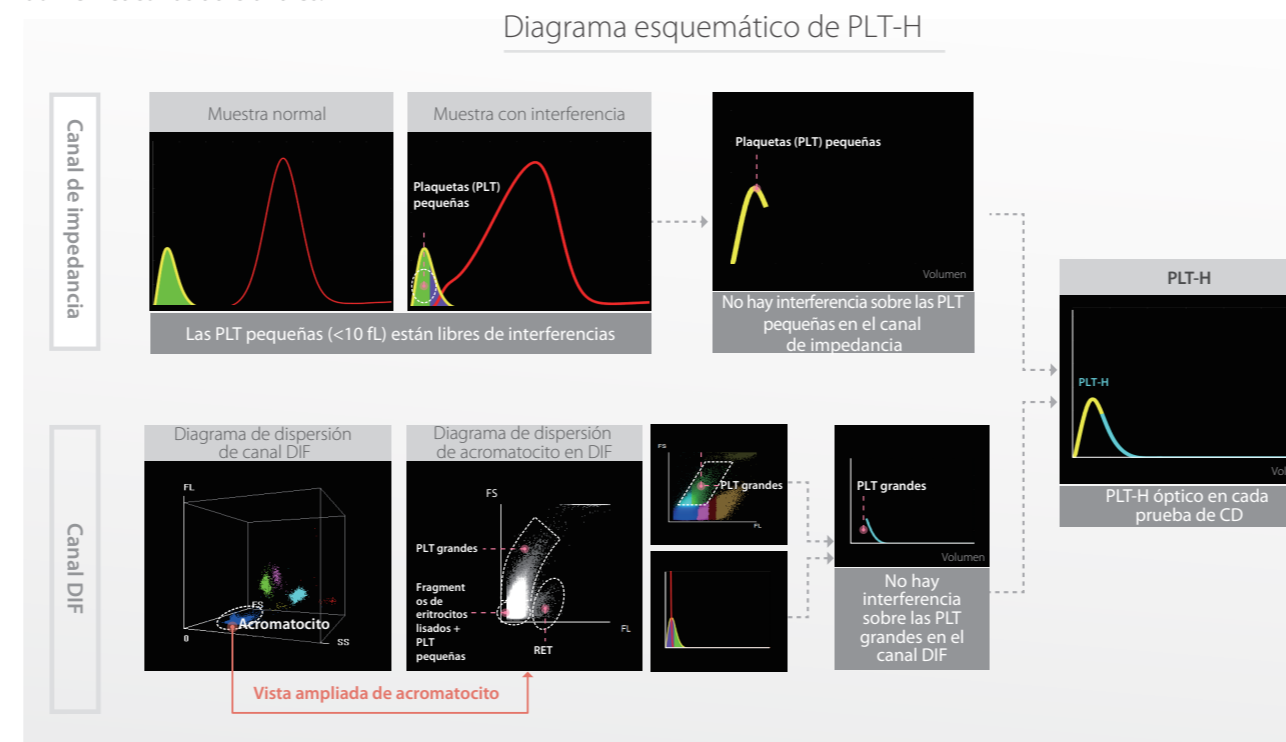 Diagrama esquemático de PLT-H
Canal de impedancia
Muestra normal
Muestra con interferencia
Plaquetas (PLT)
pequeñas
Las PLT pequeñas (<10 fL) están libres de interferencias
Plaquetas (PLT) pequeñas
Volumen
No hay interferencia sobre las PLT
pequeñas en el canal
de impedancia
PLT-H
PLT-H
Vol
PLT-H óptico en cada
prueba de CD
Canal DIF
Diagrama de dispersión
de canal DIF
FL
FS
Acromatocito
0
SS
Diagrama de dispersión
de acromatocito en DIF
FS
PLT grandes
Fragment
os de
eritrocitos
lisados +
PLT
pequeñas
RET
FL
Vista ampliada de acromatocito
FS
PLT grandes
FL
PLT grandes
Volumen
No hay
interferencia
sobre las PLT
grandes en el
canal DIF